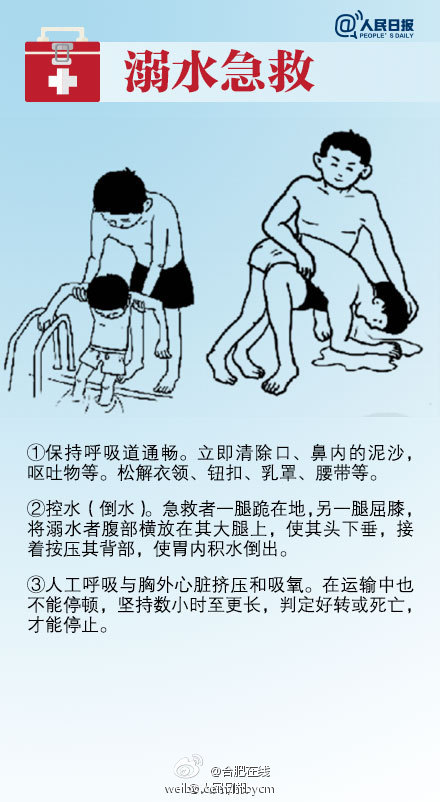 @人民日报
PEOPLE'S DAILY
溺水急救
①保持呼吸道通畅。立即清除口、鼻内的泥沙，
呕吐物等。松解衣领、钮扣、乳罩、腰带等。
②控水（倒水）。急救者一腿跪在地，另一腿屈膝，
将溺水者腹部横放在其大腿上，使其头下垂，接
着按压其背部，使胃内积水倒出。
③人工呼吸与胸外心脏挤压和吸氧。在运输中也
不能停顿，坚持数小时至更长，判定好转或死亡，
才能停止。
@合肥在线